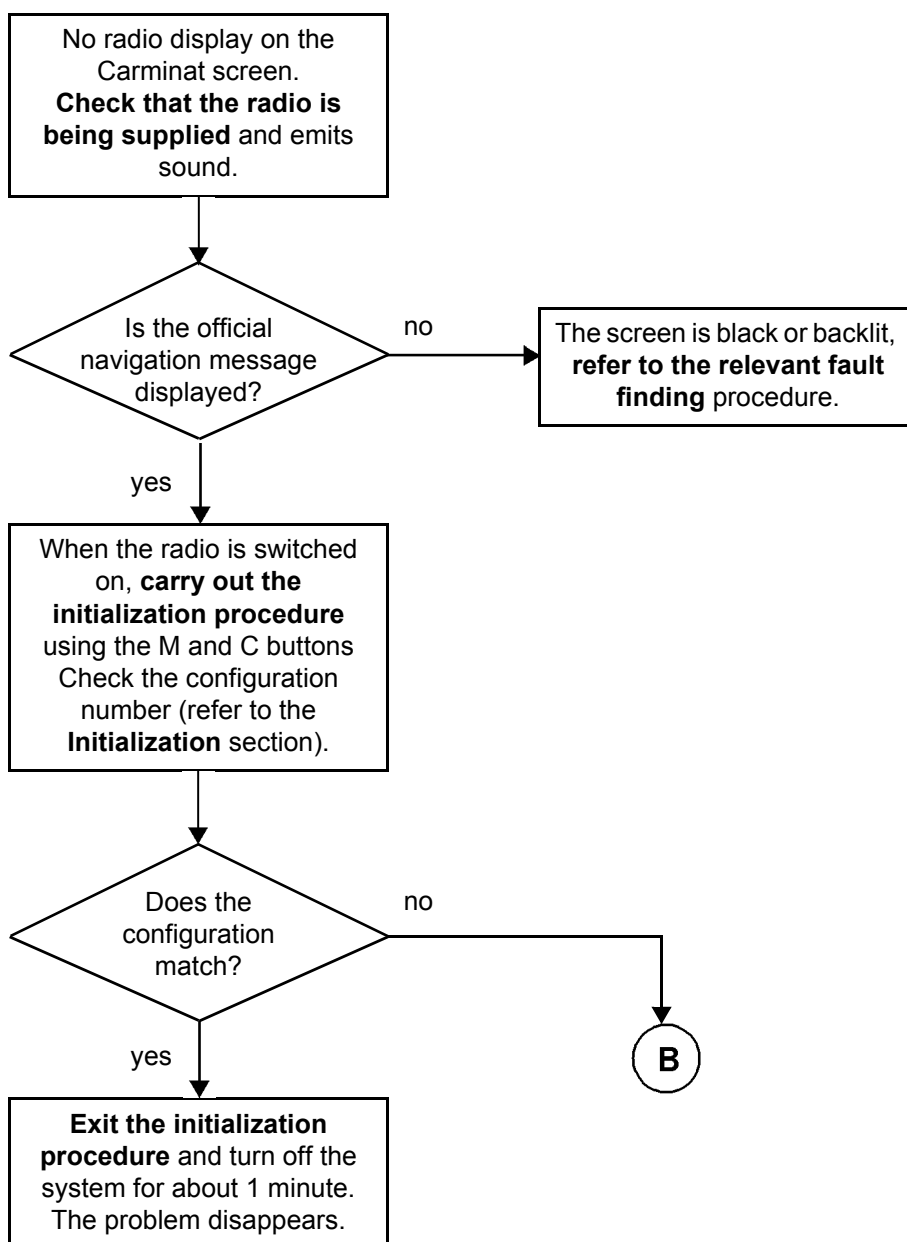 No radio display on the
Carminat screen.
Check that the radio is
being supplied and emits
sound.
Is the official
navigation message
displayed?
no
The screen is black or backlit,
refer to the relevant fault
finding procedure.
yes
When the radio is switched
on, carry out the
initialization procedure
using the M and C buttons
Check the configuration
number (refer to the
Initialization section).
Does the
configuration
match?
no
B
yes
Exit the initialization
procedure and turn off the
system for about 1 minute.
The problem disappears.